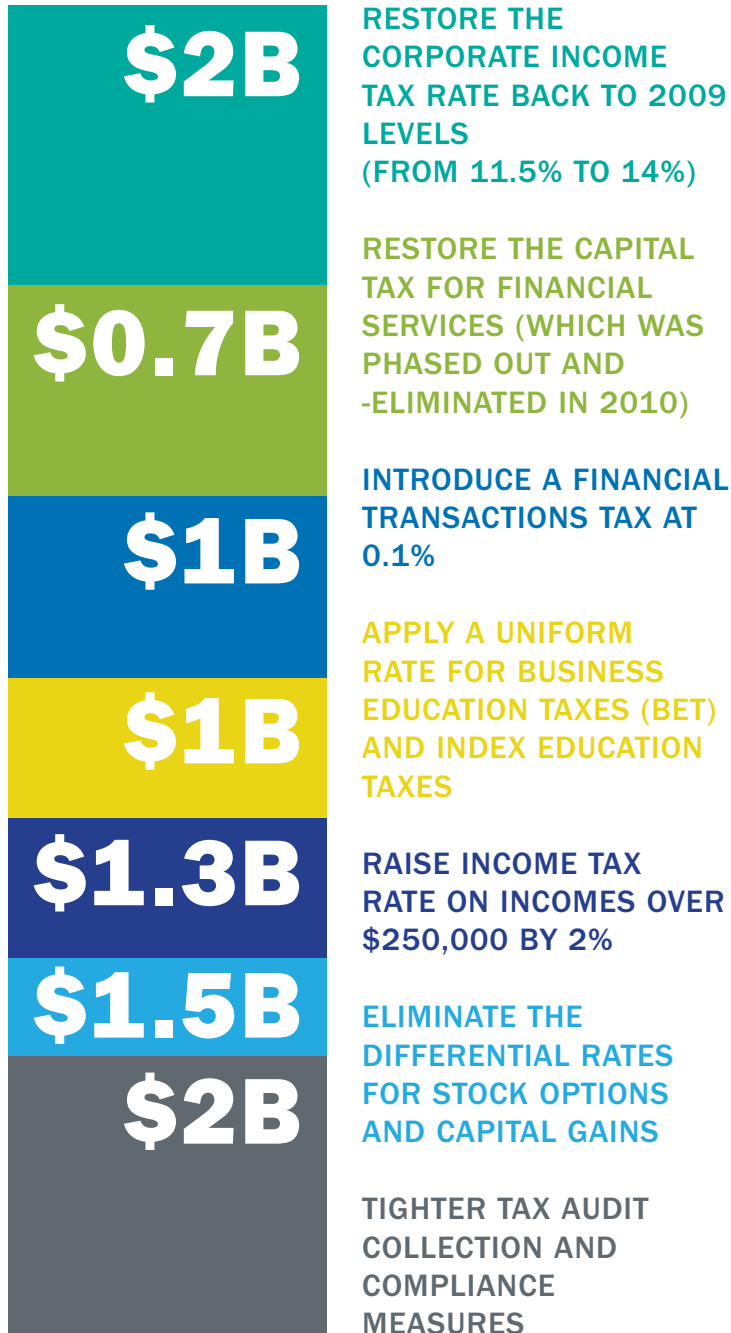 $2B
RESTORE THE
CORPORATE INCOME
TAX RATE BACK TO 2009
LEVELS
(FROM 11.5% TO 14%)
$0.7B
RESTORE THE CAPITAL
TAX FOR FINANCIAL
SERVICES (WHICH WAS
PHASED OUT AND
-ELIMINATED IN 2010)
$1B
INTRODUCE A FINANCIAL
TRANSACTIONS TAX AT
0.1%
$1B
APPLY A UNIFORM
RATE FOR BUSINESS
EDUCATION TAXES (BET)
AND INDEX EDUCATION
TAXES
$1.3B
RAISE INCOME TAX
RATE ON INCOMES OVER
$250,000 BY 2%
$1.5B
ELIMINATE THE
DIFFERENTIAL RATES
FOR STOCK OPTIONS
AND CAPITAL GAINS
$2B
TIGHTER TAX AUDIT
COLLECTION AND
COMPLIANCE
MEASURES